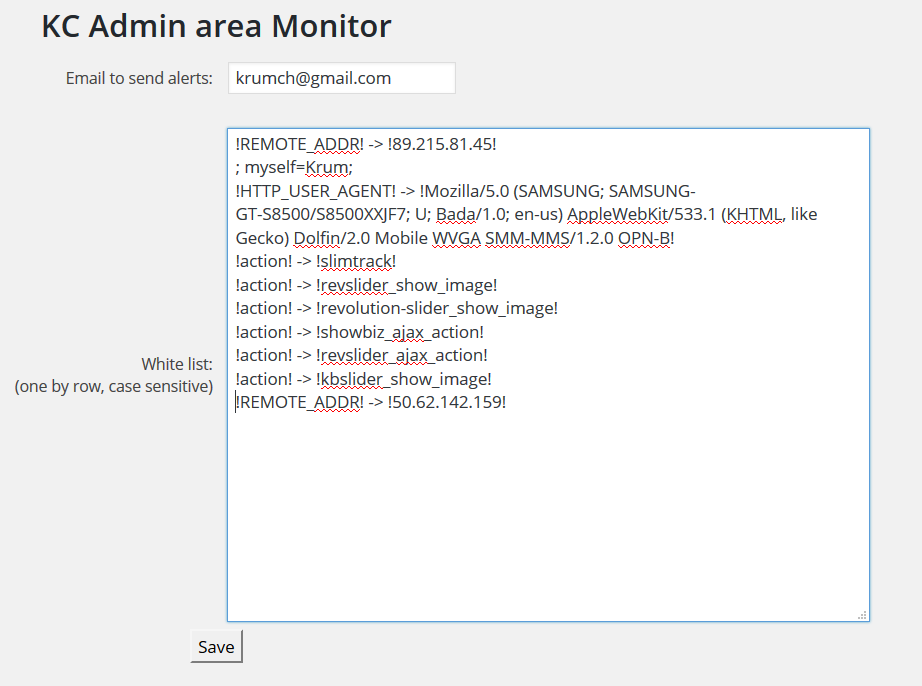 KC Admin area Monitor
Email to send alerts: krumch@gmail.com
!REMOTE_ADDR! -> !89.215.81.45!
; myself=Krum;
!HTTP_USER_AGENT! -> !Mozilla/5.0 (SAMSUNG; SAMSUNG-
GT-S8500/S8500XXJF7; U; Bada/1.0; en-us) AppleWebKit/533.1 (KHTML, like
Gecko) Dolfin/2.0 Mobile WVGA SMM-MMS/1.2.0 OPN-B!
!action! -> !slimtrack!
!action! -> !revslider_show_image!
!action! -> !revolution-slider_show_image!
!action! -> !showbiz_ajax_action!
!action! -> !revslider_ajax_action!
!action! -> !kbslider_show_image!
!REMOTE_ADDR! -> !50.62.142.159!
White list:
(one by row, case sensitive)
Save